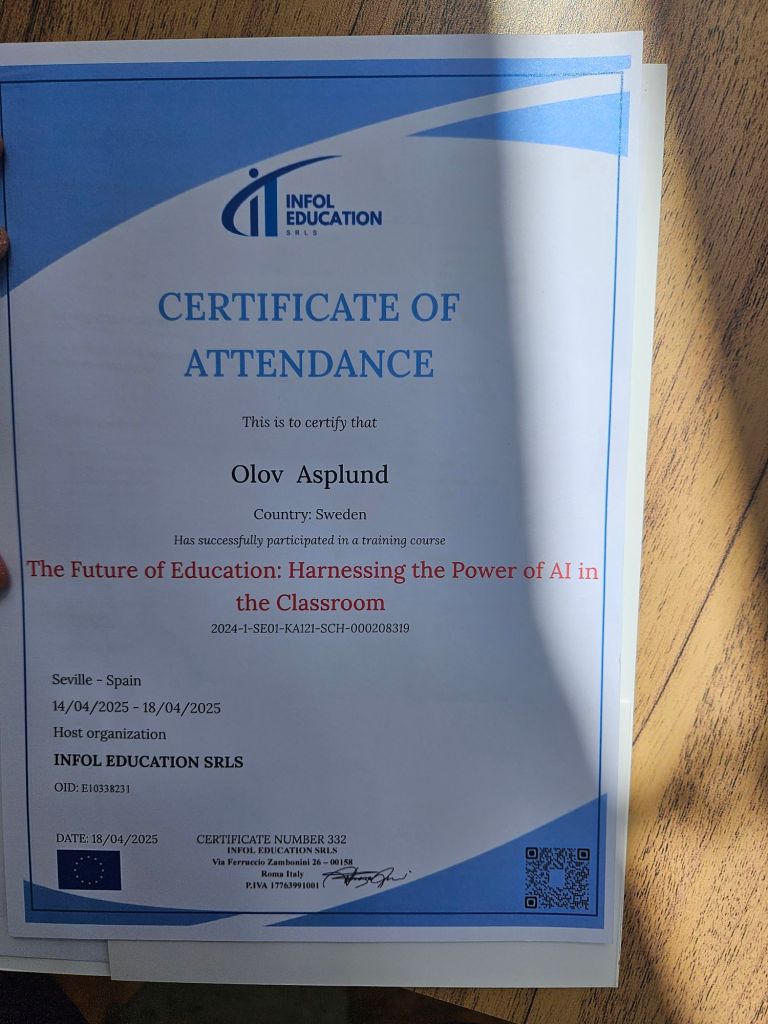 INFOL
EDUCATION
SRLS
CERTIFICATE OF
ATTENDANCE
This is to certify that
Olov Asplund
Country: Sweden
Has successfully participated in a training course
The Future of Education: Harnessing the Power of AI in
the Classroom
2024-1-SE01-KA121-SCH-000208319
Seville - Spain
14/04/2025 - 18/04/2025
Host organization
INFOL EDUCATION SRLS
OID: E10338231
DATE: 18/04/2025
CERTIFICATE NUMBER 332
INFOL EDUCATION SRLS
Via Ferruccio Zambonini 26 – 00158
Roma Italy
P.IVA 17763991001